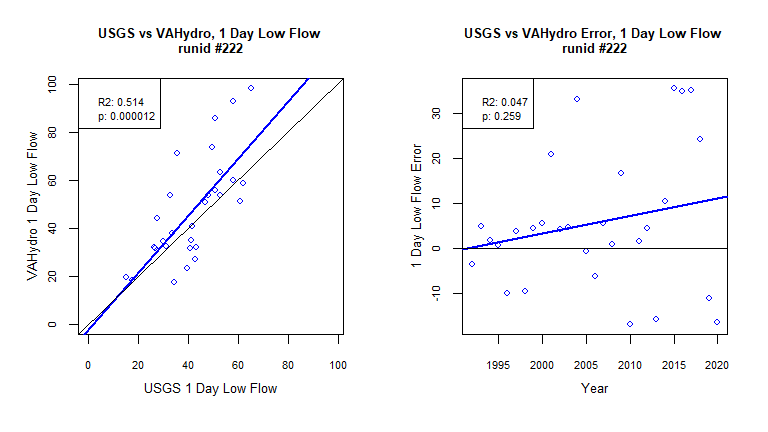 USGS vs VAHydro, 1 Day Low Flow
runid #222
R2: 0.514
p: 0.000012
100
80
60
40
20
0
VAHydro 1 Day Low Flow
0 20 40 60 80 100
USGS 1 Day Low Flow
USGS vs VAHydro Error, 1 Day Low Flow
runid #222
R2: 0.047
p: 0.259
30
20
10
0
-10
1 Day Low Flow Error
1995 2000 2005 2010 2015 2020
Year